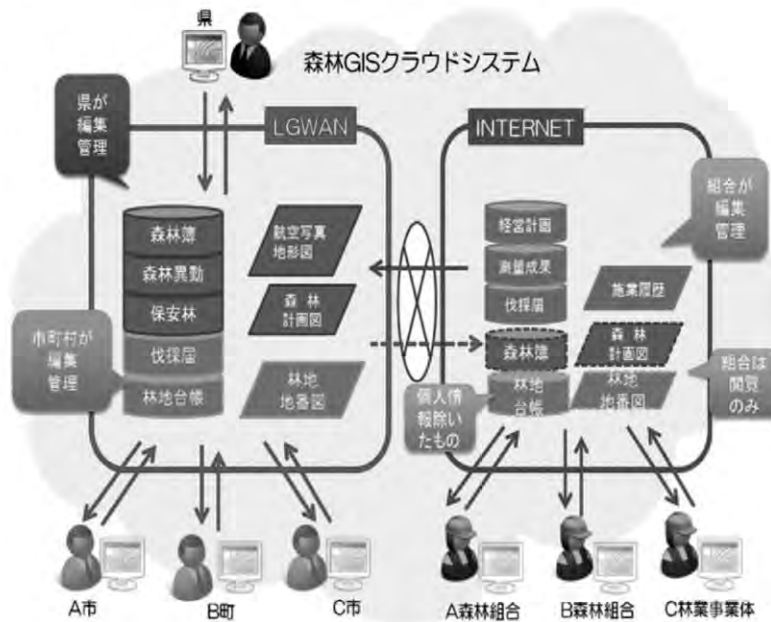 県
森林GISクラウドシステム
県が
編集
管理
LGWAN
INTERNET
組合が
編集
管理
森林簿
森林異動
保安林
伐採届
林地台帳
航空写真
地形図
森 林
計画図
林地
地番図
市町村が
編集
管理
経営計画
測量成果
伐採届
森林簿
林地
台帳
施業履歴
森 林
計画図
林地
地番図
個人情
報除い
たもの
組合は
閲覧
のみ
A市
B町
C市
A森林組合
B森林組合
C林業事業体